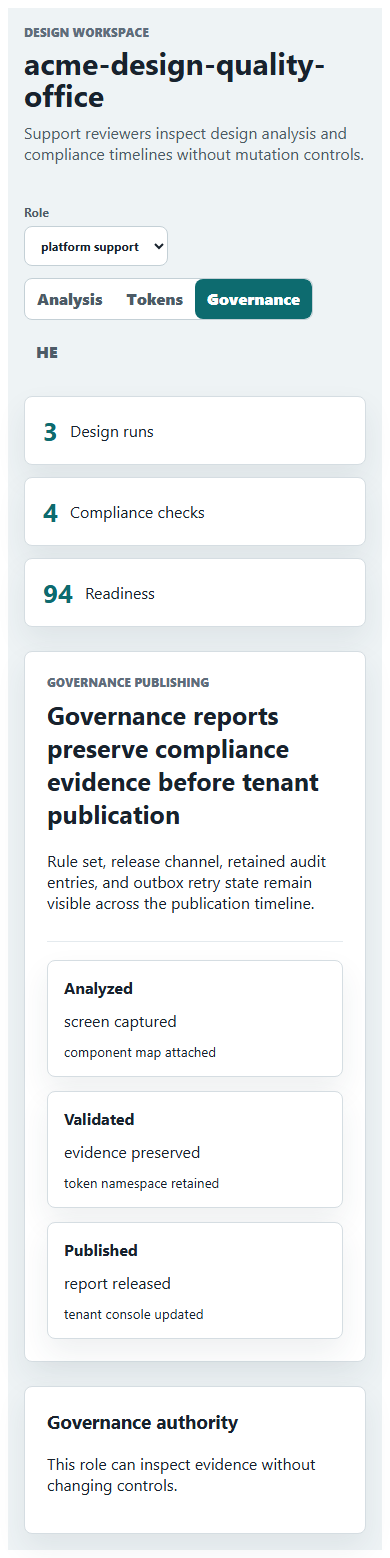 DESIGN WORKSPACE
acme-design-quality-
office
Support reviewers inspect design analysis and
compliance timelines without mutation controls.
Role
platform support
Analysis Tokens Governance
HE
3 Design runs
4 Compliance checks
94 Readiness
GOVERNANCE PUBLISHING
Governance reports
preserve compliance
evidence before tenant
publication
Rule set, release channel, retained audit
entries, and outbox retry state remain
visible across the publication timeline.
Analyzed
screen captured
component map attached
Validated
evidence preserved
token namespace retained
Published
report released
tenant console updated
Governance authority
This role can inspect evidence without
changing controls.